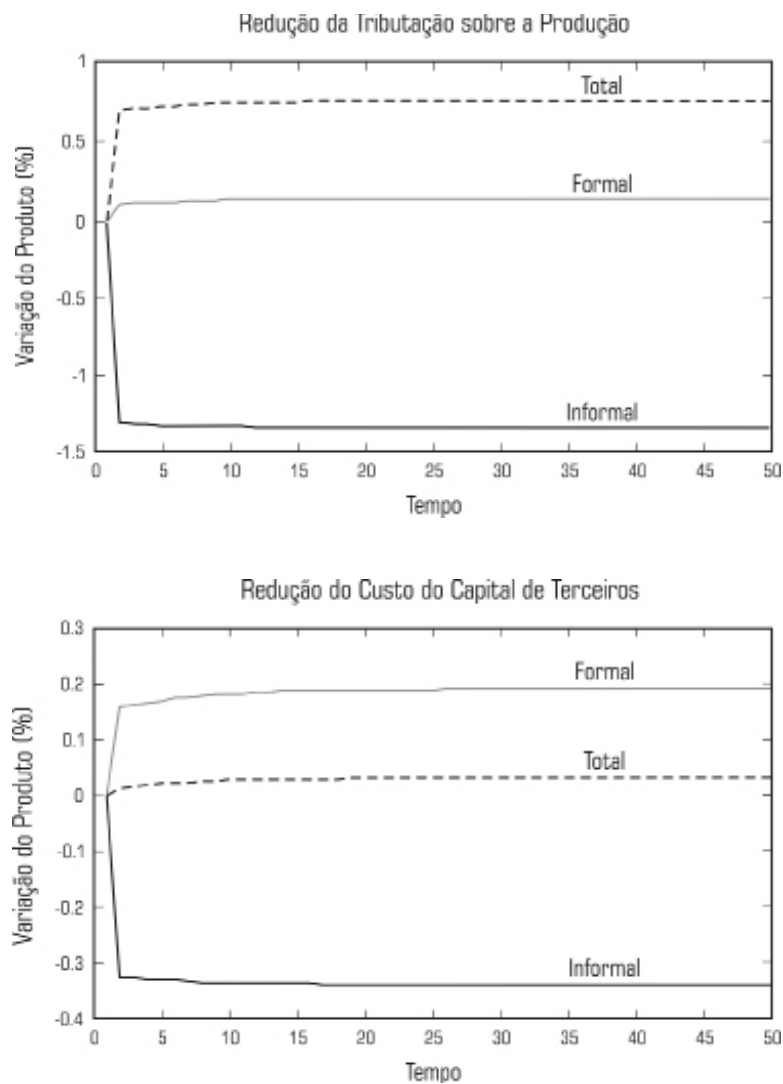 Redução da Tributação sobre a Produção
1
Total
0.5
Formal
0
-0.5
-1
Informal
-1.5
Variação do Produto (%)
0 5 10 15 20 25 30 35 40 45 50
Tempo
Redução do Custo do Capital de Terceiros
0.3
Formal
0.2
0.1
Total
0
-0.1
-0.2
-0.3
Informal
-0.4
Variação do Produto (%)
0 5 10 15 20 25 30 35 40 45 50
Tempo